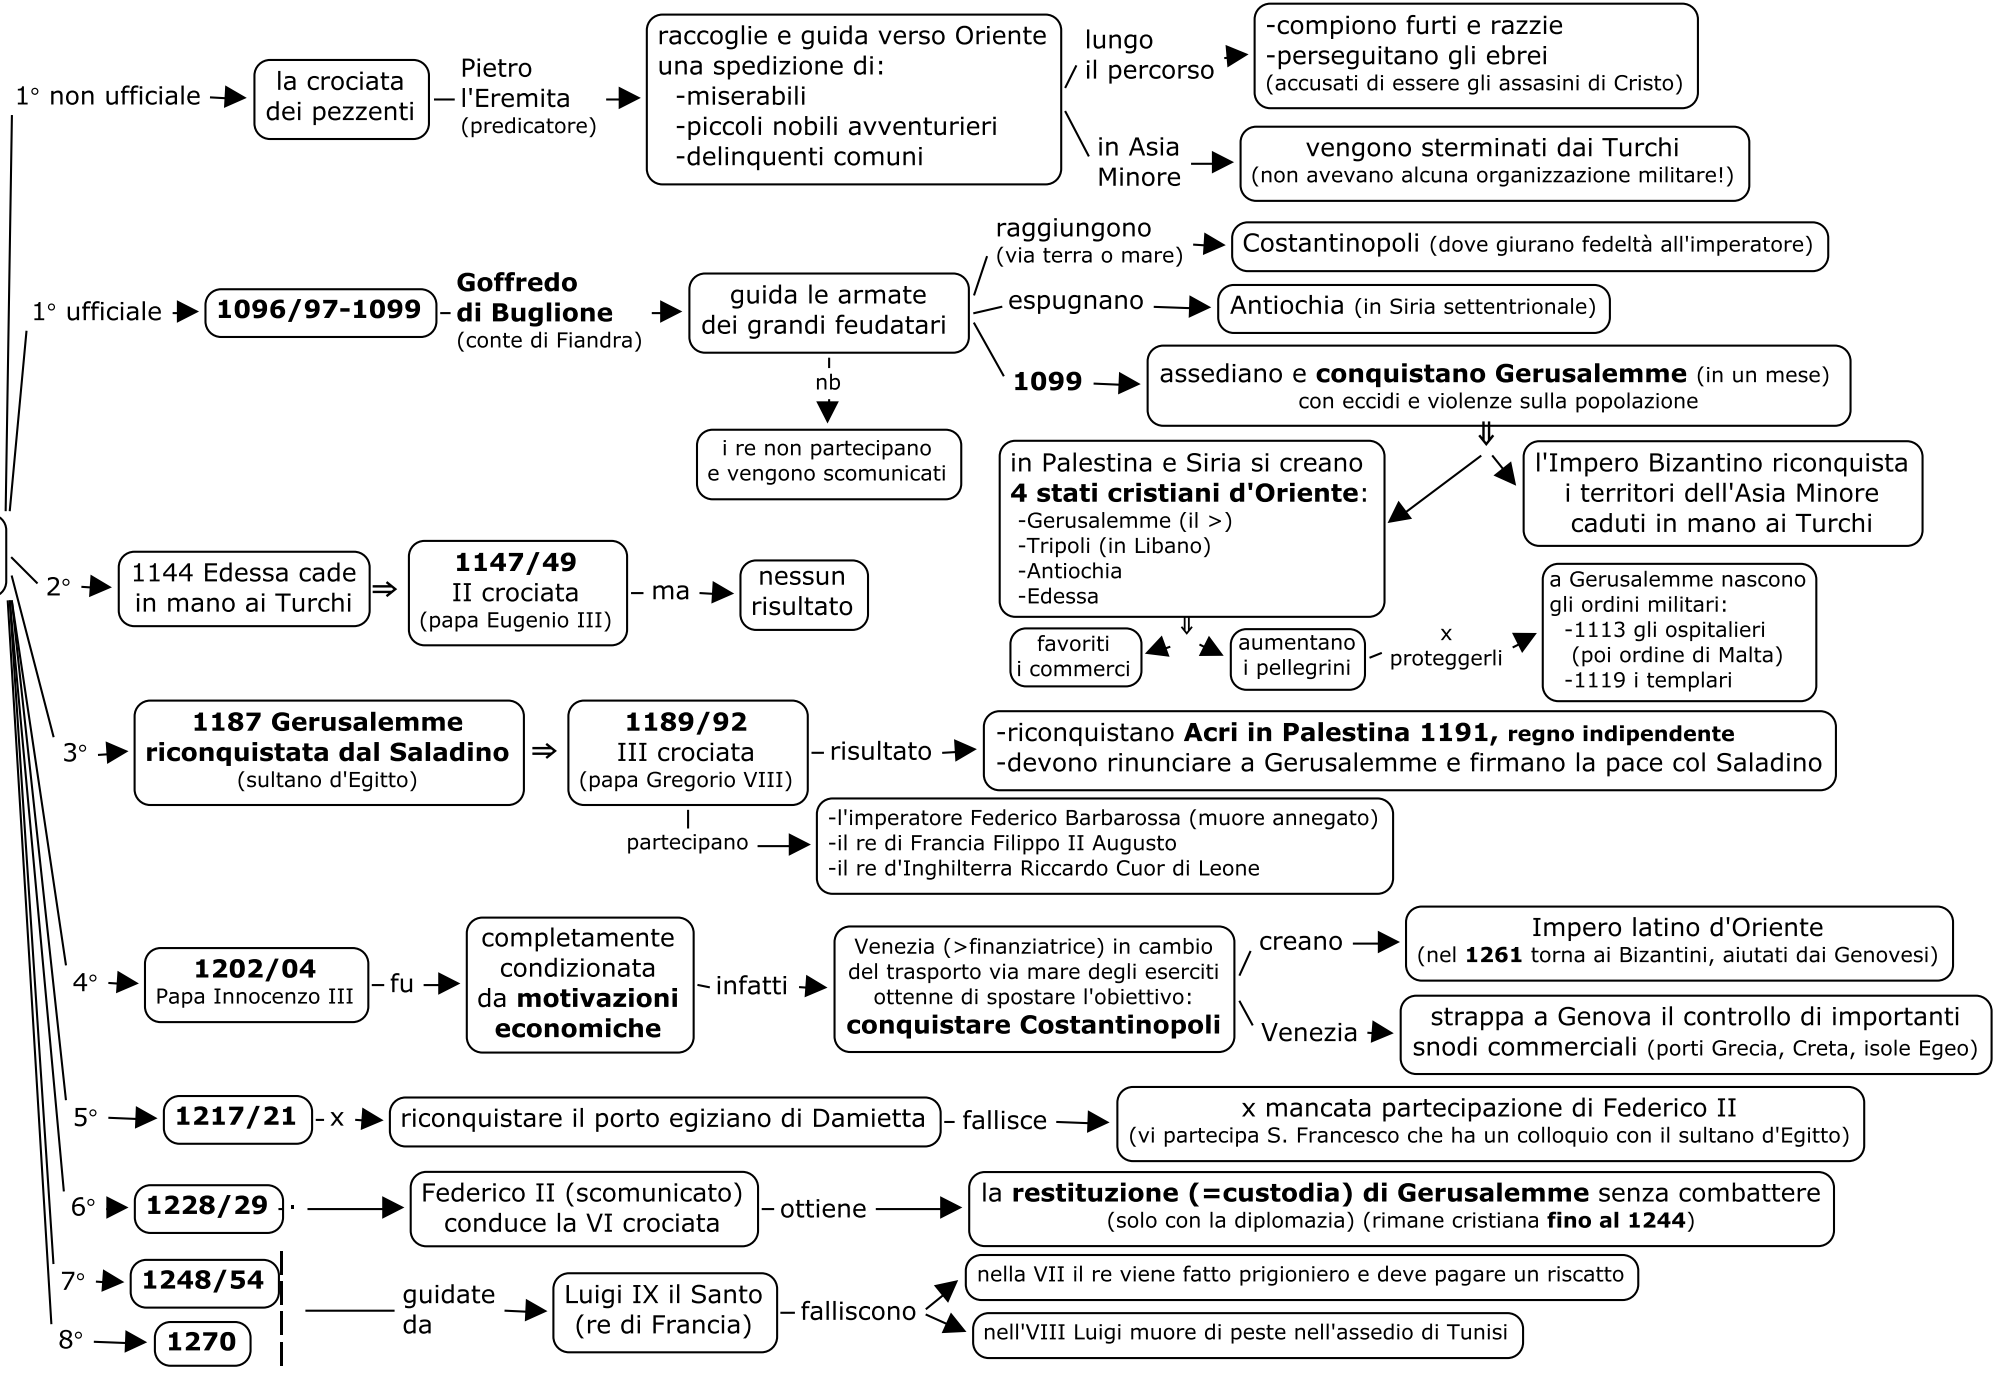 1° non ufficiale
la crociata
dei pezzenti
Pietro
l'Eremita
(predicatore)
raccoglie e guida verso Oriente
una spedizione di:
-miserabili
-piccoli nobili avventurieri
-delinquenti comuni
lungo
il percorso
-compiono furti e razzie
-perseguitano gli ebrei
(accusati di essere gli assasini di Cristo)
in Asia
Minore
vengono sterminati dai Turchi
(non avevano alcuna organizzazione militare!)
1° ufficiale
1096/97-1099
Goffredo
di Buglione
(conte di Fiandra)
guida le armate
dei grandi feudatari
nb
i re non partecipano
e vengono scomunicati
raggiungono
(via terra o mare)
Costantinopoli (dove giurano fedeltà all'imperatore)
espugnano
Antiochia (in Siria settentrionale)
1099
assediano e conquistano Gerusalemme (in un mese)
con eccidi e violenze sulla popolazione
⇓
in Palestina e Siria si creano
4 stati cristiani d'Oriente:
-Gerusalemme (il >)
-Tripoli (in Libano)
-Antiochia
-Edessa
l'Impero Bizantino riconquista
i territori dell'Asia Minore
caduti in mano ai Turchi
⇓
favoriti
i commerci
aumentano
i pellegrini
x
proteggerli
a Gerusalemme nascono
gli ordini militari:
-1113 gli ospitalieri
(poi ordine di Malta)
-1119 i templari
2°
1144 Edessa cade
in mano ai Turchi
⇒
1147/49
II crociata
(papa Eugenio III)
ma
nessun
risultato
3°
1187 Gerusalemme
riconquistata dal Saladino
(sultano d'Egitto)
⇒
1189/92
III crociata
(papa Gregorio VIII)
risultato
-riconquistano Acri in Palestina 1191, regno indipendente
-devono rinunciare a Gerusalemme e firmano la pace col Saladino
partecipano
-l'imperatore Federico Barbarossa (muore annegato)
-il re di Francia Filippo II Augusto
-il re d'Inghilterra Riccardo Cuor di Leone
4°
1202/04
Papa Innocenzo III
fu
completamente
condizionata
da motivazioni
economiche
infatti
Venezia (>finanziatrice) in cambio
del trasporto via mare degli eserciti
ottenne di spostare l'obiettivo:
conquistare Costantinopoli
creano
Impero latino d'Oriente
(nel 1261 torna ai Bizantini, aiutati dai Genovesi)
Venezia
strappa a Genova il controllo di importanti
snodi commerciali (porti Grecia, Creta, isole Egeo)
5°
1217/21
x
riconquistare il porto egiziano di Damietta
fallisce
x mancata partecipazione di Federico II
(vi partecipa S. Francesco che ha un colloquio con il sultano d'Egitto)
6°
1228/29
.
Federico II (scomunicato)
conduce la VI crociata
ottiene
la restituzione (=custodia) di Gerusalemme senza combattere
(solo con la diplomazia) (rimane cristiana fino al 1244)
7°
1248/54
8°
1270
guidate
da
Luigi IX il Santo
(re di Francia)
falliscono
nella VII il re viene fatto prigioniero e deve pagare un riscatto
nell'VIII Luigi muore di peste nell'assedio di Tunisi